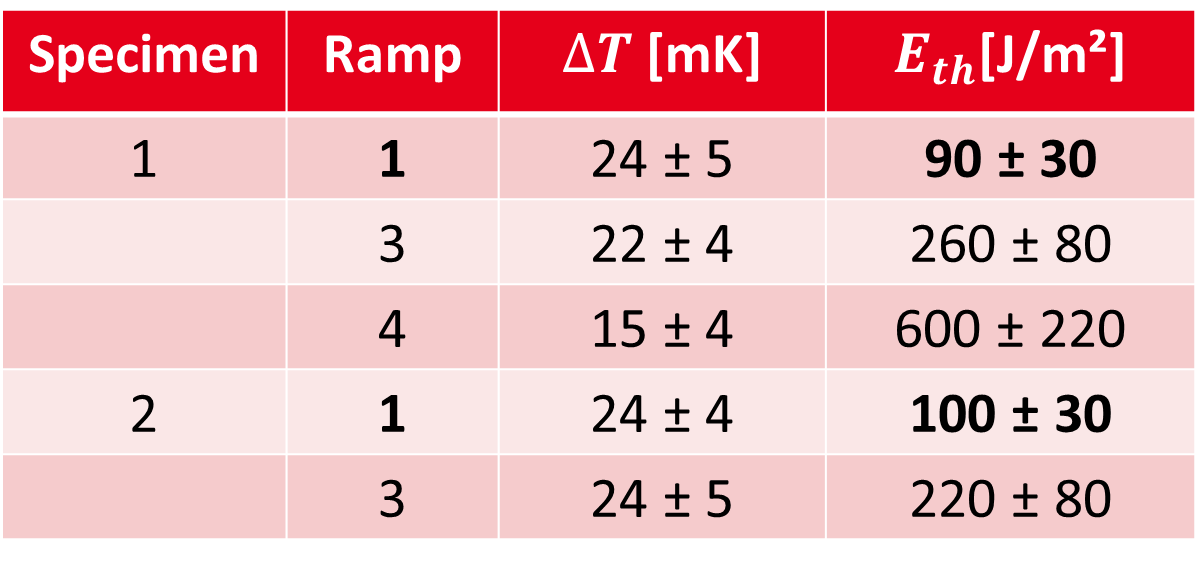 Specimen Ramp Δ𝑇 [mK] 𝑬𝒕𝒉[J/m²]
1 1 24 ± 5 90 ± 30
3 22 ± 4 260 ± 80
4 15 ± 4 600 ± 220
2 1 24 ± 4 100 ± 30
3 24 ± 5 220 ± 80